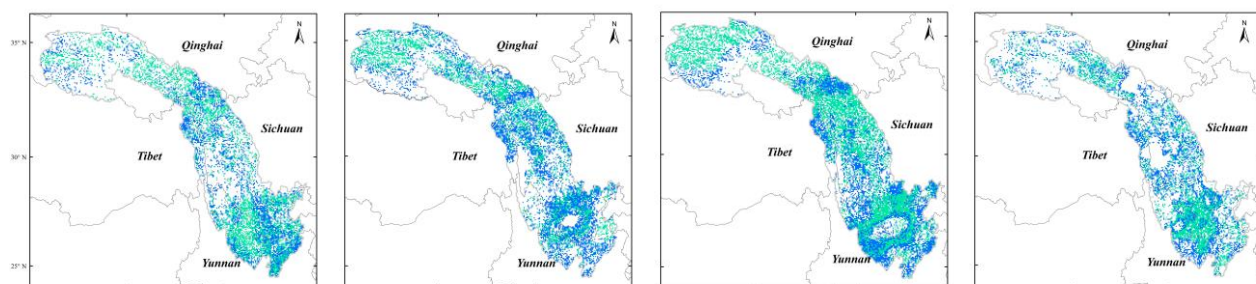 N
35° N
Qinghai
Sichuan
30° N
Tibet
Yunnan
25° N
N
Qinghai
Sichuan
Tibet
Yunnan
N
Qinghai
Sichuan
Tibet
Yunnan
N
Qinghai
Sichuan
Tibet
Yunnan